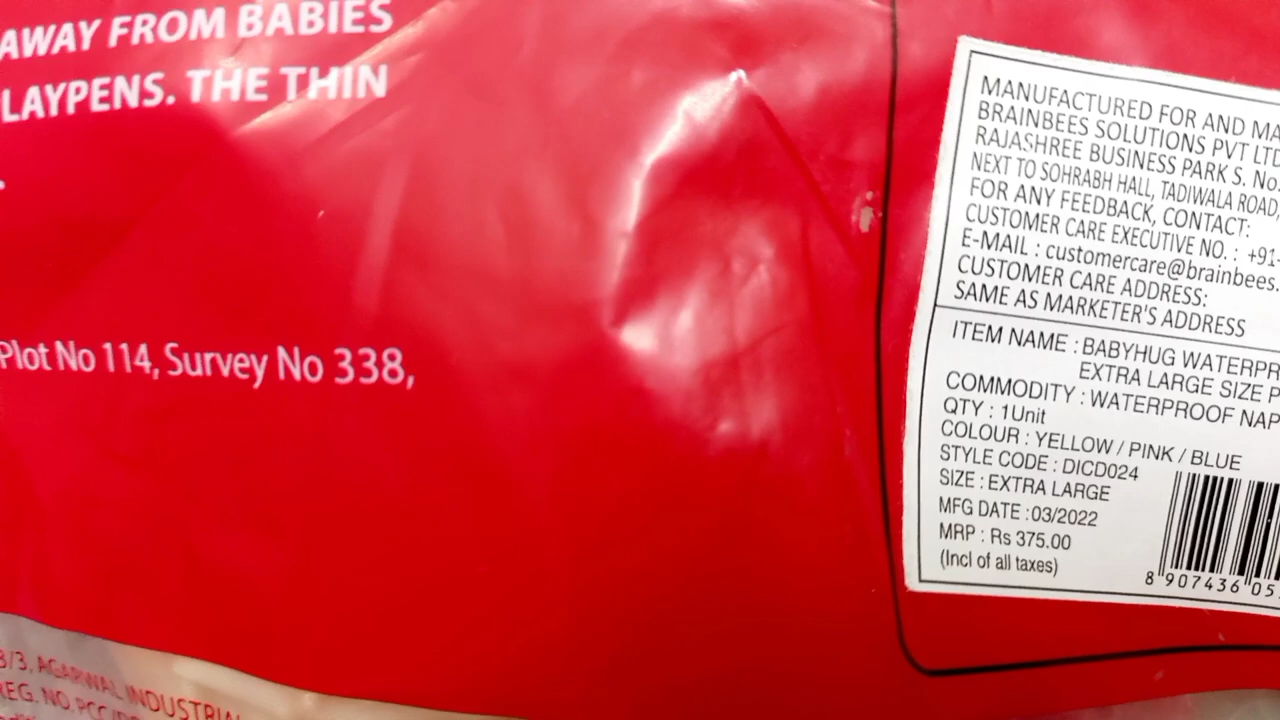 AWAY FROM BABIES
LAYPENS. THE THIN
Plot No 114, Survey No 338,
3/3, AGARWAL INDUSTRIAL
REG. NO. PCC/
MANUFACTURED FOR AND MA
BRAINBEES SOLUTIONS PVT LTD
RAJASHREE BUSINESS PARK S. No.
NEXT TO SOHRABH HALL, TADIWALA ROAD,
FOR ANY FEEDBACK, CONTACT:
CUSTOMER CARE EXECUTIVE NO. : +91-
E-MAIL : customercare@brainbees.
CUSTOMER CARE ADDRESS:
SAME AS MARKETER'S ADDRESS
ITEM NAME : BABYHUG WATERPR
EXTRA LARGE SIZE P
COMMODITY : WATERPROOF NAP
QTY : 1Unit
COLOUR : YELLOW / PINK / BLUE
STYLE CODE : DICD024
SIZE : EXTRA LARGE
MFG DATE :03/2022
MRP : Rs 375.00
(Incl of all taxes)
8 907436 05